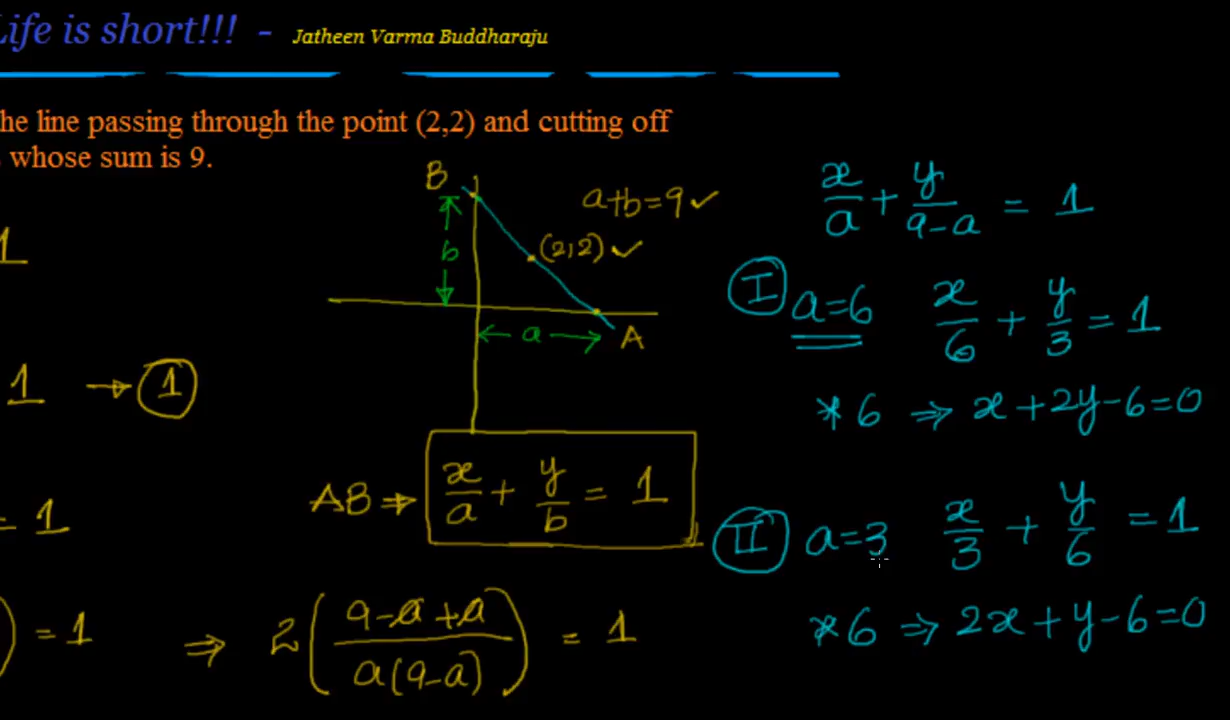 Life is short!!! - Jatheen Varma Buddharaju
he line passing through the point (2,2) and cutting off
whose sum is 9.
B
a+b=9 ✓
b
(2,2) ✓
← a →
A
1
1 → ①
= 1
AB ⇒ x/a + y/b = 1
) = 1 ⇒ 2((9-a+a)/(a(9-a))) = 1
x/a + y/(9-a) = 1
I a=6 x/6 + y/3 = 1
*6 ⇒ x+2y-6=0
II a=3 x/3 + y/6 = 1
*6 ⇒ 2x+y-6=0